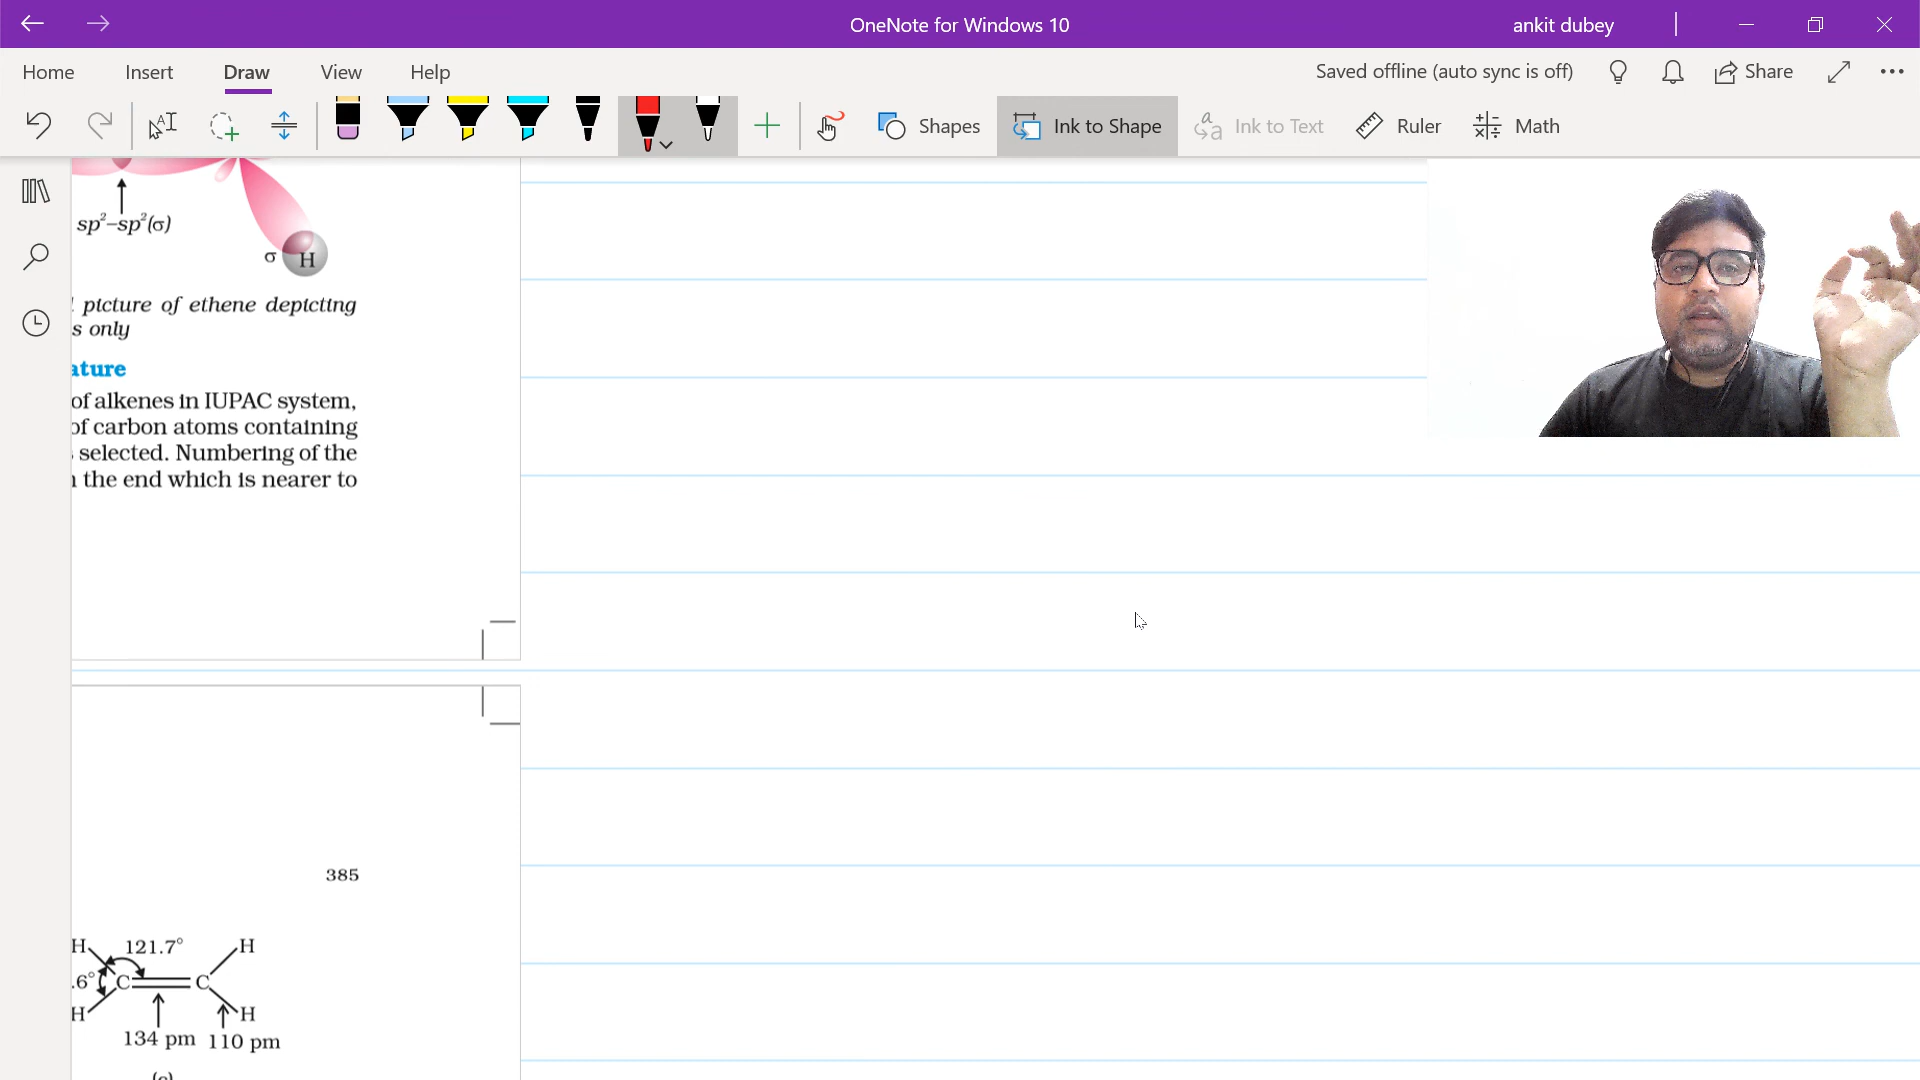 OneNote for Windows 10
ankit dubey
Home Insert Draw View Help
Saved offline (auto sync is off) Share
Shapes Ink to Shape Ink to Text Ruler Math
sp²–sp²(σ)
σ H
picture of ethene depicting
s only
ature
of alkenes in IUPAC system,
of carbon atoms containing
selected. Numbering of the
the end which is nearer to
385
H 121.7° H
.6° C C
H H
134 pm 110 pm